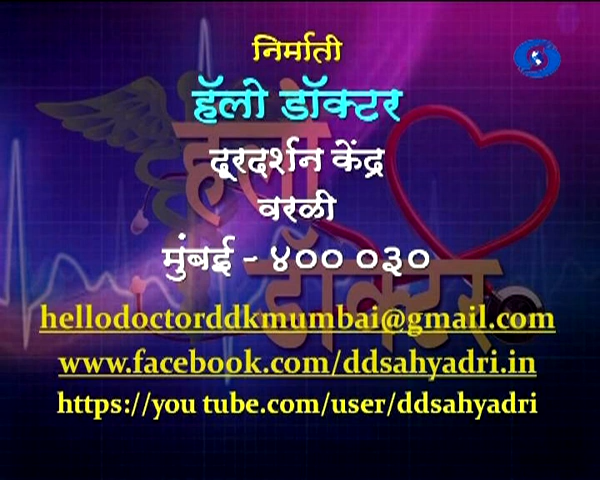 निर्माती
हॅलो डॉक्टर
दूरदर्शन केंद्र
वरळी
मुंबई - ४०० ०३०
हॅलो
डॉक्टर
hellodoctorddkmumbai@gmail.com
www.facebook.com/ddsahyadri.in
https://you tube.com/user/ddsahyadri